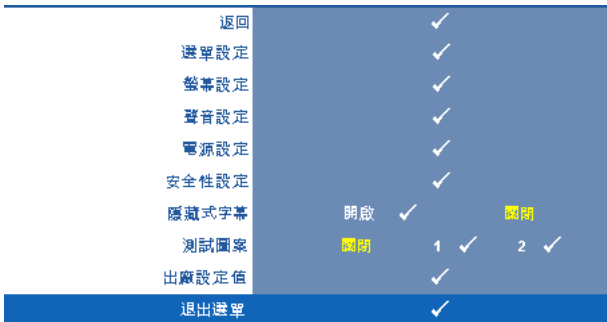 返回 ✓
選單設定 ✓
螢幕設定 ✓
聲音設定 ✓
電源設定 ✓
安全性設定 ✓
隱藏式字幕 開啟 ✓ 關閉
測試圖案 關閉 1 ✓ 2 ✓
出廠設定值 ✓
退出選單 ✓